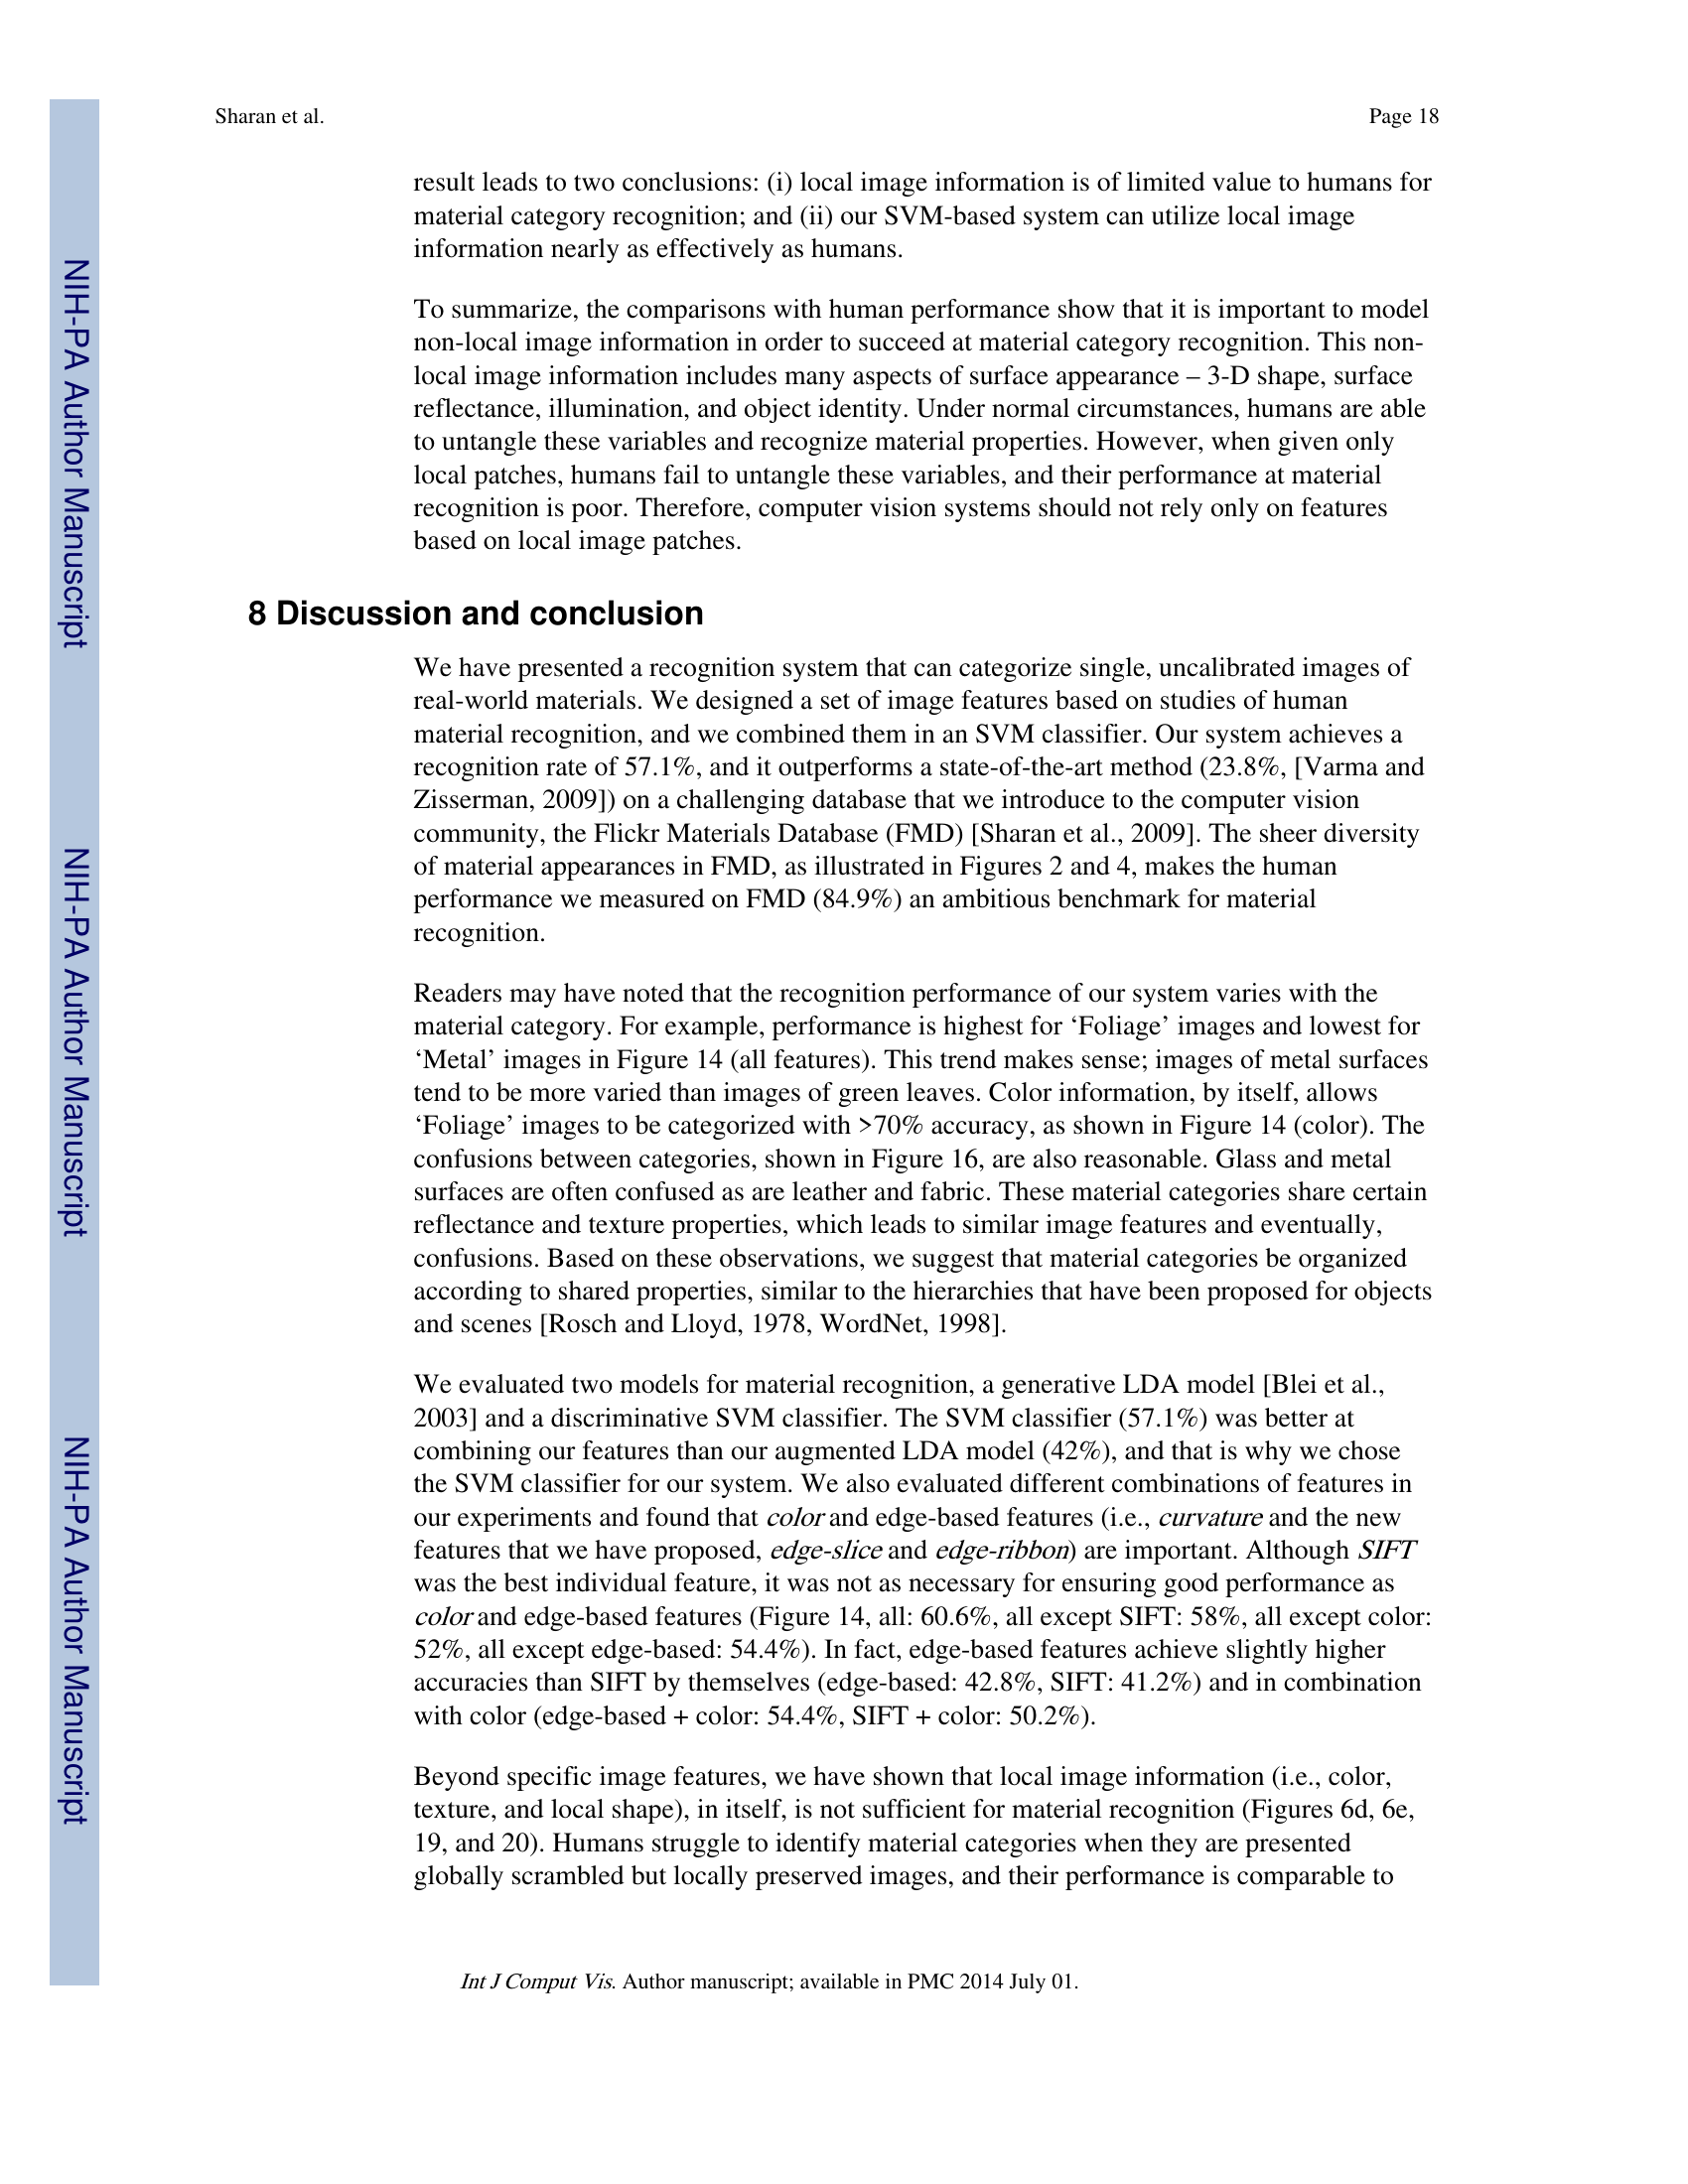 Sharan et al.
Page 18
result leads to two conclusions: (i) local image information is of limited value to humans for
material category recognition; and (ii) our SVM-based system can utilize local image
information nearly as effectively as humans.
To summarize, the comparisons with human performance show that it is important to model
non-local image information in order to succeed at material category recognition. This non-
local image information includes many aspects of surface appearance – 3-D shape, surface
reflectance, illumination, and object identity. Under normal circumstances, humans are able
to untangle these variables and recognize material properties. However, when given only
local patches, humans fail to untangle these variables, and their performance at material
recognition is poor. Therefore, computer vision systems should not rely only on features
based on local image patches.
8 Discussion and conclusion
We have presented a recognition system that can categorize single, uncalibrated images of
real-world materials. We designed a set of image features based on studies of human
material recognition, and we combined them in an SVM classifier. Our system achieves a
recognition rate of 57.1%, and it outperforms a state-of-the-art method (23.8%, [Varma and
Zisserman, 2009]) on a challenging database that we introduce to the computer vision
community, the Flickr Materials Database (FMD) [Sharan et al., 2009]. The sheer diversity
of material appearances in FMD, as illustrated in Figures 2 and 4, makes the human
performance we measured on FMD (84.9%) an ambitious benchmark for material
recognition.
Readers may have noted that the recognition performance of our system varies with the
material category. For example, performance is highest for ‘Foliage’ images and lowest for
‘Metal’ images in Figure 14 (all features). This trend makes sense; images of metal surfaces
tend to be more varied than images of green leaves. Color information, by itself, allows
‘Foliage’ images to be categorized with >70% accuracy, as shown in Figure 14 (color). The
confusions between categories, shown in Figure 16, are also reasonable. Glass and metal
surfaces are often confused as are leather and fabric. These material categories share certain
reflectance and texture properties, which leads to similar image features and eventually,
confusions. Based on these observations, we suggest that material categories be organized
according to shared properties, similar to the hierarchies that have been proposed for objects
and scenes [Rosch and Lloyd, 1978, WordNet, 1998].
We evaluated two models for material recognition, a generative LDA model [Blei et al.,
2003] and a discriminative SVM classifier. The SVM classifier (57.1%) was better at
combining our features than our augmented LDA model (42%), and that is why we chose
the SVM classifier for our system. We also evaluated different combinations of features in
our experiments and found that color and edge-based features (i.e., curvature and the new
features that we have proposed, edge-slice and edge-ribbon) are important. Although SIFT
was the best individual feature, it was not as necessary for ensuring good performance as
color and edge-based features (Figure 14, all: 60.6%, all except SIFT: 58%, all except color:
52%, all except edge-based: 54.4%). In fact, edge-based features achieve slightly higher
accuracies than SIFT by themselves (edge-based: 42.8%, SIFT: 41.2%) and in combination
with color (edge-based + color: 54.4%, SIFT + color: 50.2%).
Beyond specific image features, we have shown that local image information (i.e., color,
texture, and local shape), in itself, is not sufficient for material recognition (Figures 6d, 6e,
19, and 20). Humans struggle to identify material categories when they are presented
globally scrambled but locally preserved images, and their performance is comparable to
Int J Comput Vis. Author manuscript; available in PMC 2014 July 01.
NIH-PA Author Manuscript
NIH-PA Author Manuscript
NIH-PA Author Manuscript